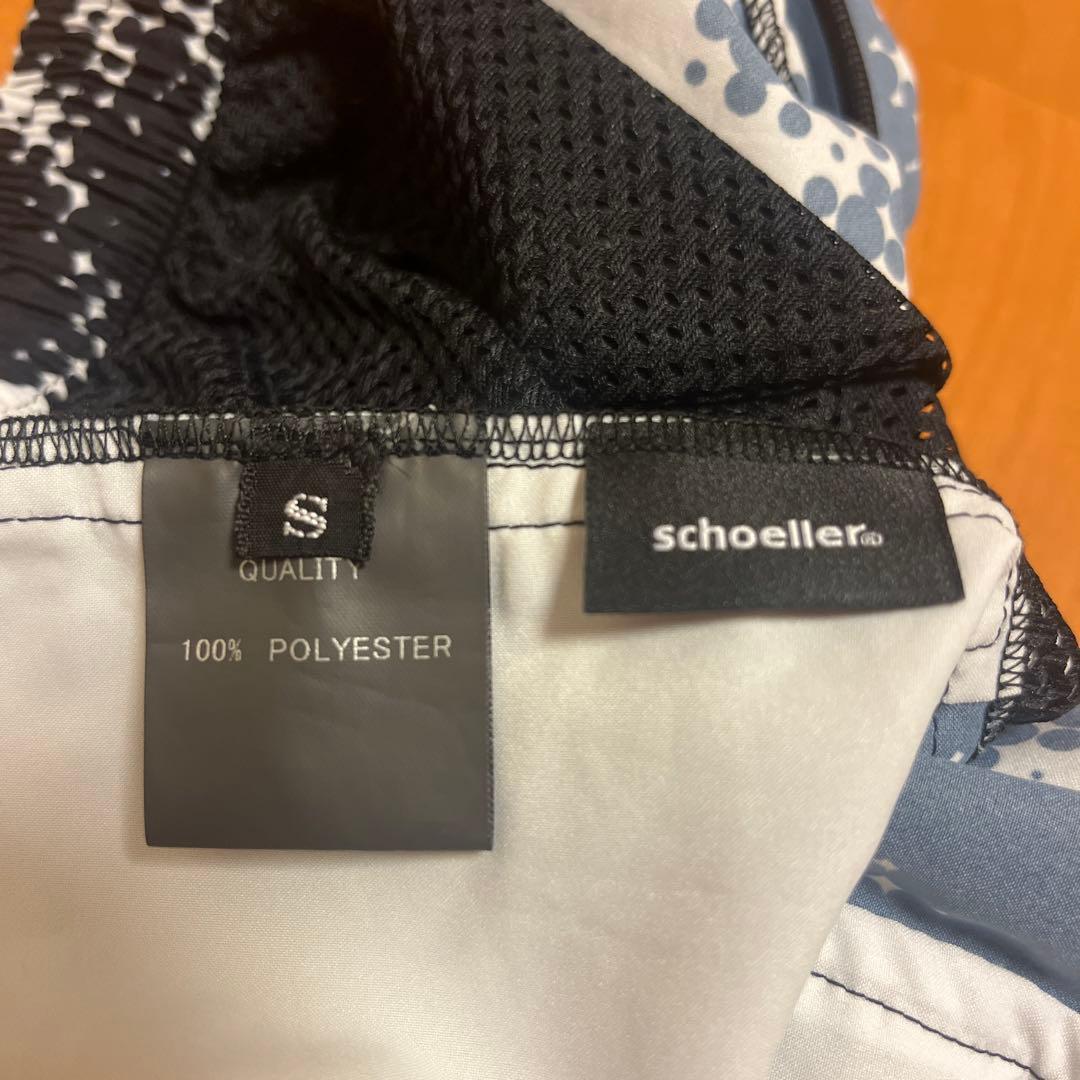 S
QUALITY
100% POLYESTER
schoeller®